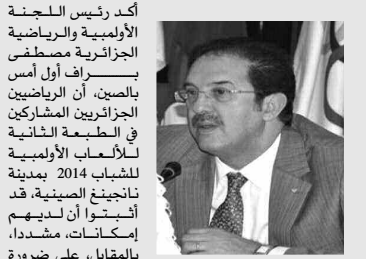 أكد رئيس اللجنة
الأولمبية والرياضية
الجزائرية مصطفى
براف أول أمس
بالصين، أن الرياضيين
الجزائريين المشاركين
في الطبعة الثانية
للألعاب الأولمبية
للشباب 2014 بمدينة
نانجينغ الصينية، قد
أثبتوا أن لديهم
إمكانات، مشددا،
بالمقابل، على ضرورة